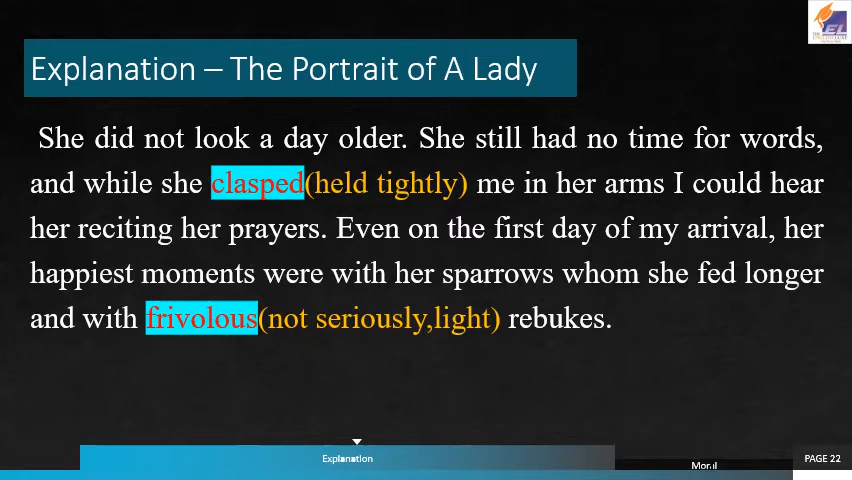 EL
Explanation – The Portrait of A Lady
She did not look a day older. She still had no time for words,
and while she clasped(held tightly) me in her arms I could hear
her reciting her prayers. Even on the first day of my arrival, her
happiest moments were with her sparrows whom she fed longer
and with frivolous(not seriously,light) rebukes.
Explanation
Moral
PAGE 22